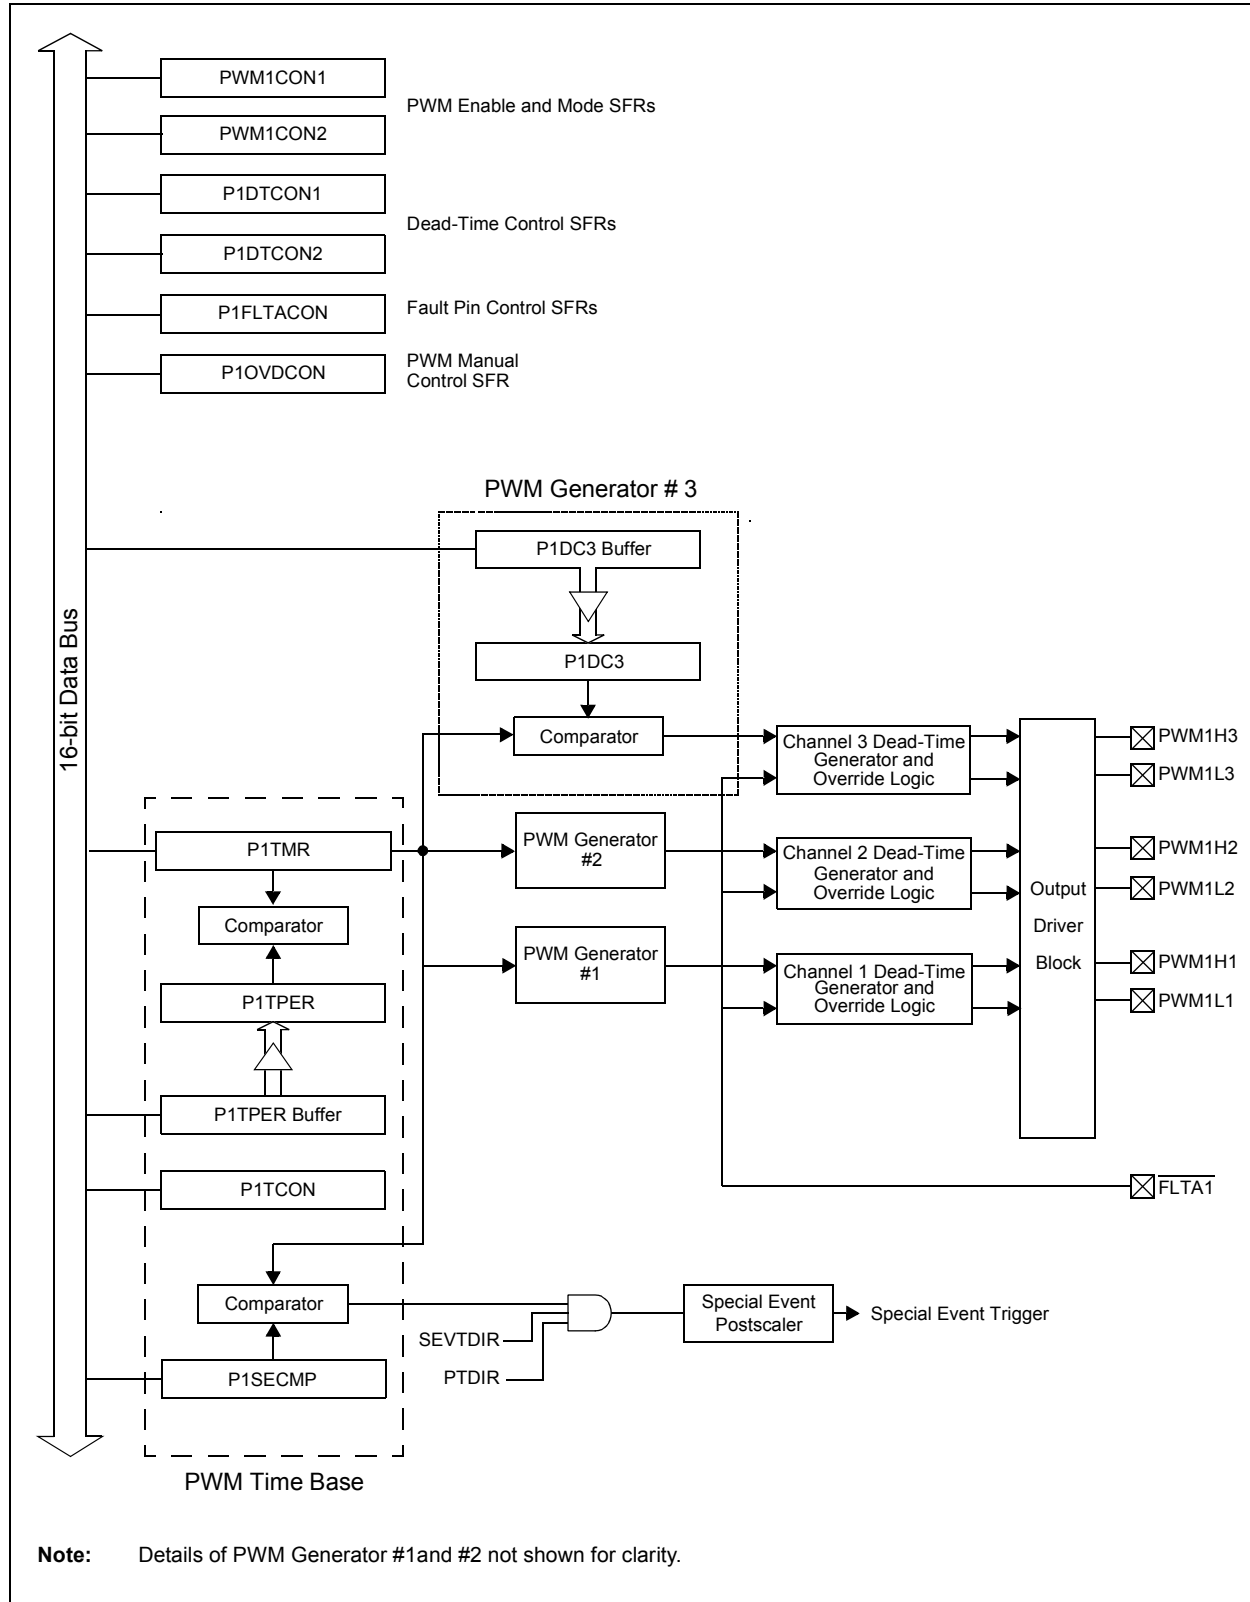 PWM1CON1
PWM Enable and Mode SFRs
PWM1CON2
P1DTCON1
Dead-Time Control SFRs
P1DTCON2
P1FLTACON
Fault Pin Control SFRs
P1OVDCON
PWM Manual
Control SFR
16-bit Data Bus
PWM Generator # 3
P1DC3 Buffer
P1DC3
Comparator
Channel 3 Dead-Time
Generator and
Override Logic
PWM1H3
PWM1L3
P1TMR
PWM Generator
#2
Channel 2 Dead-Time
Generator and
Override Logic
PWM1H2
PWM1L2
Output
Driver
Block
Comparator
PWM Generator
#1
Channel 1 Dead-Time
Generator and
Override Logic
PWM1H1
PWM1L1
P1TPER
P1TPER Buffer
P1TCON
FLTA1
Comparator
SEVTDIR
PTDIR
Special Event
Postscaler
Special Event Trigger
P1SECMP
PWM Time Base
Note: Details of PWM Generator #1and #2 not shown for clarity.